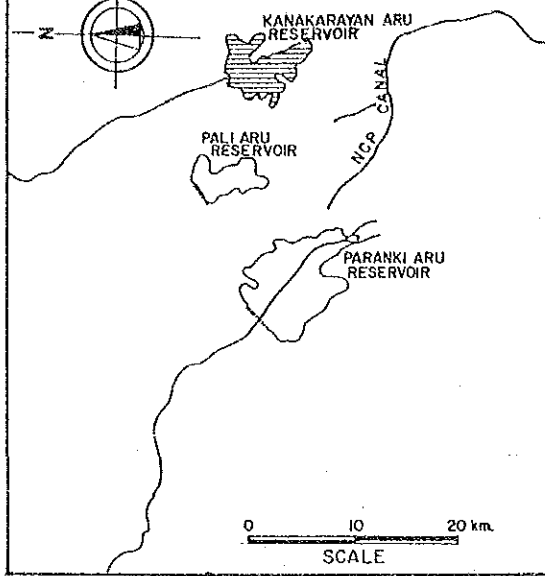 N
KANAKARAYAN ARU
RESERVOIR
PALI ARU
RESERVOIR
NCP CANAL
PARANKI ARU
RESERVOIR
0 10 20 km.
SCALE